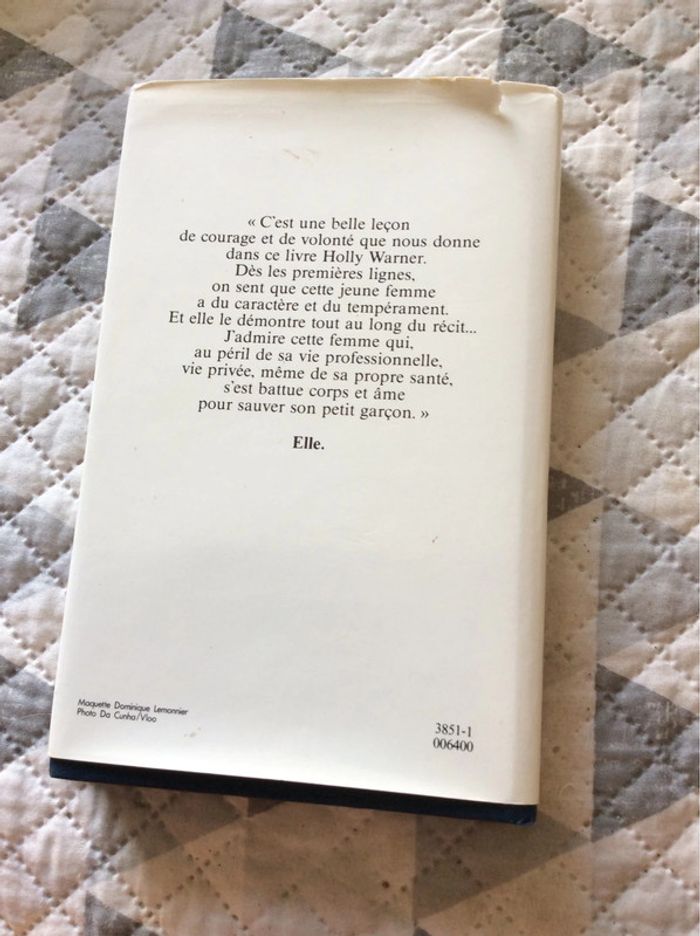 « C'est une belle leçon
de courage et de volonté que nous donne
dans ce livre Holly Warner.
Dès les premières lignes,
on sent que cette jeune femme
a du caractère et du tempérament.
Et elle le démontre tout au long du récit...
J'admire cette femme qui,
au péril de sa vie professionnelle,
vie privée, même de sa propre santé,
s'est battue corps et âme
pour sauver son petit garçon. »
Elle.
Maquette Dominique Lemonnier
Photo Da Cunha/Vloo
3851-1
006400